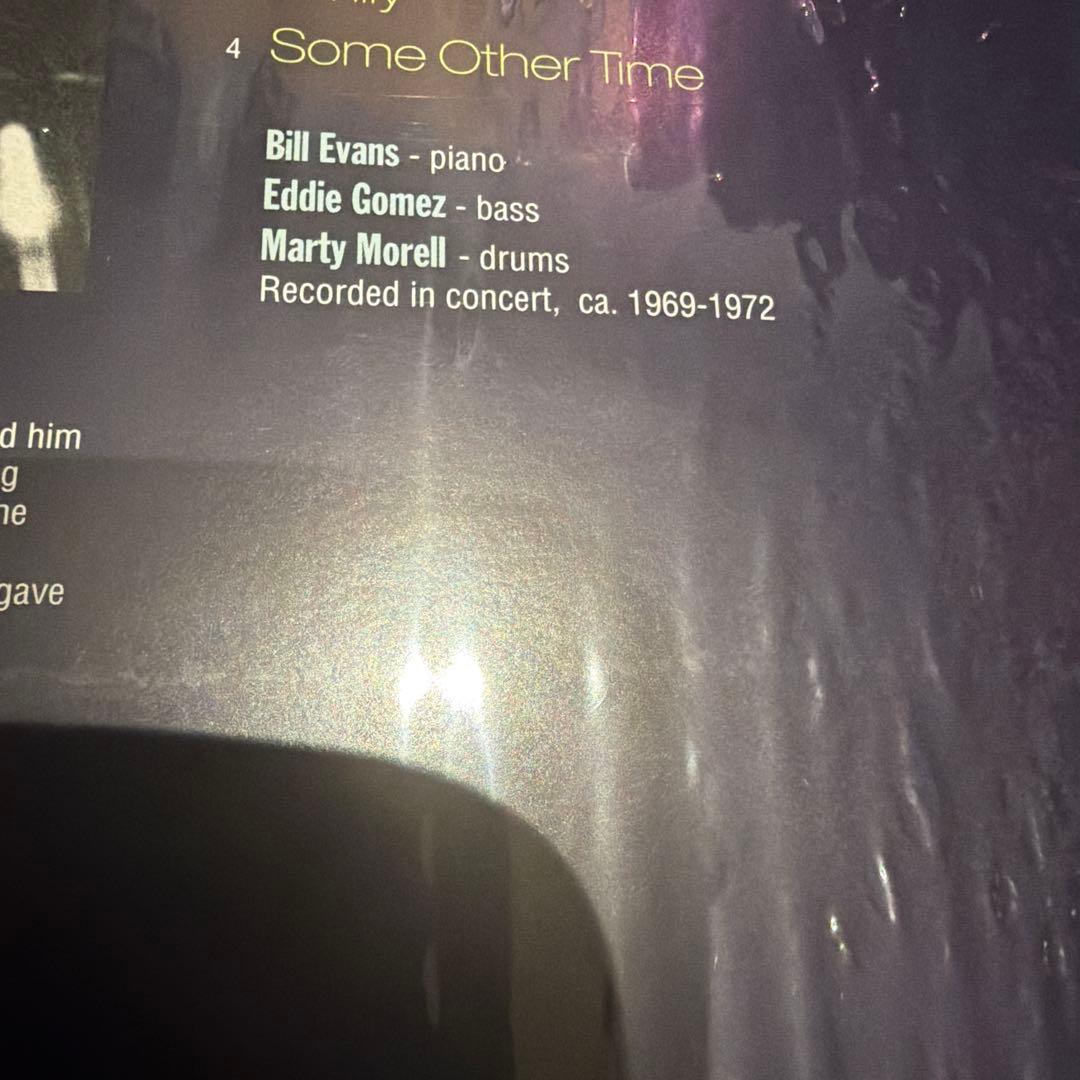 4 Some Other Time
Bill Evans - piano
Eddie Gomez - bass
Marty Morell - drums
Recorded in concert, ca. 1969-1972
d him
g
he
gave